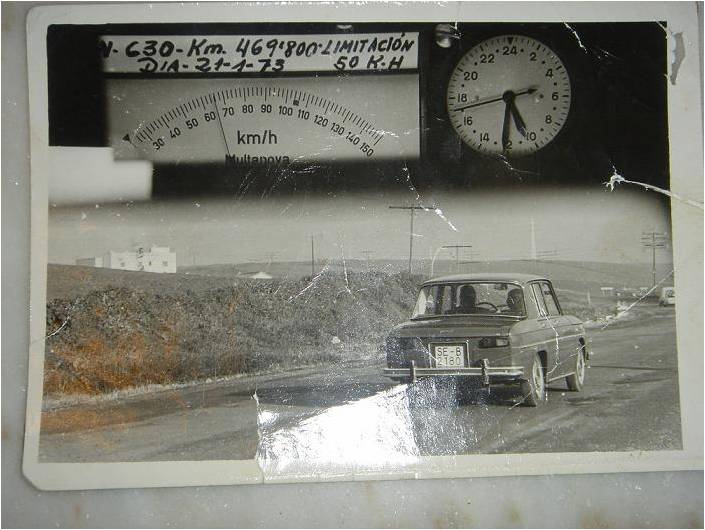 N-630-Km. 469'800-LIMITACIÓN
DIA-21-1-73 50 K.H
30 40 50 60 70 80 90 100 110 120 130 140 150
km/h
Multanova
24 2 4 6 8 10 12 14 16 18 20 22
SE-B
2180